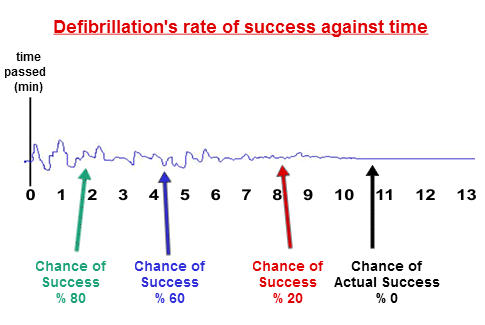 Defibrillation's rate of success against time
time
passed
(min)
0 1 2 3 4 5 6 7 8 9 10 11 12 13
Chance of
Success
% 80
Chance of
Success
% 60
Chance of
Success
% 20
Chance of
Actual Success
% 0